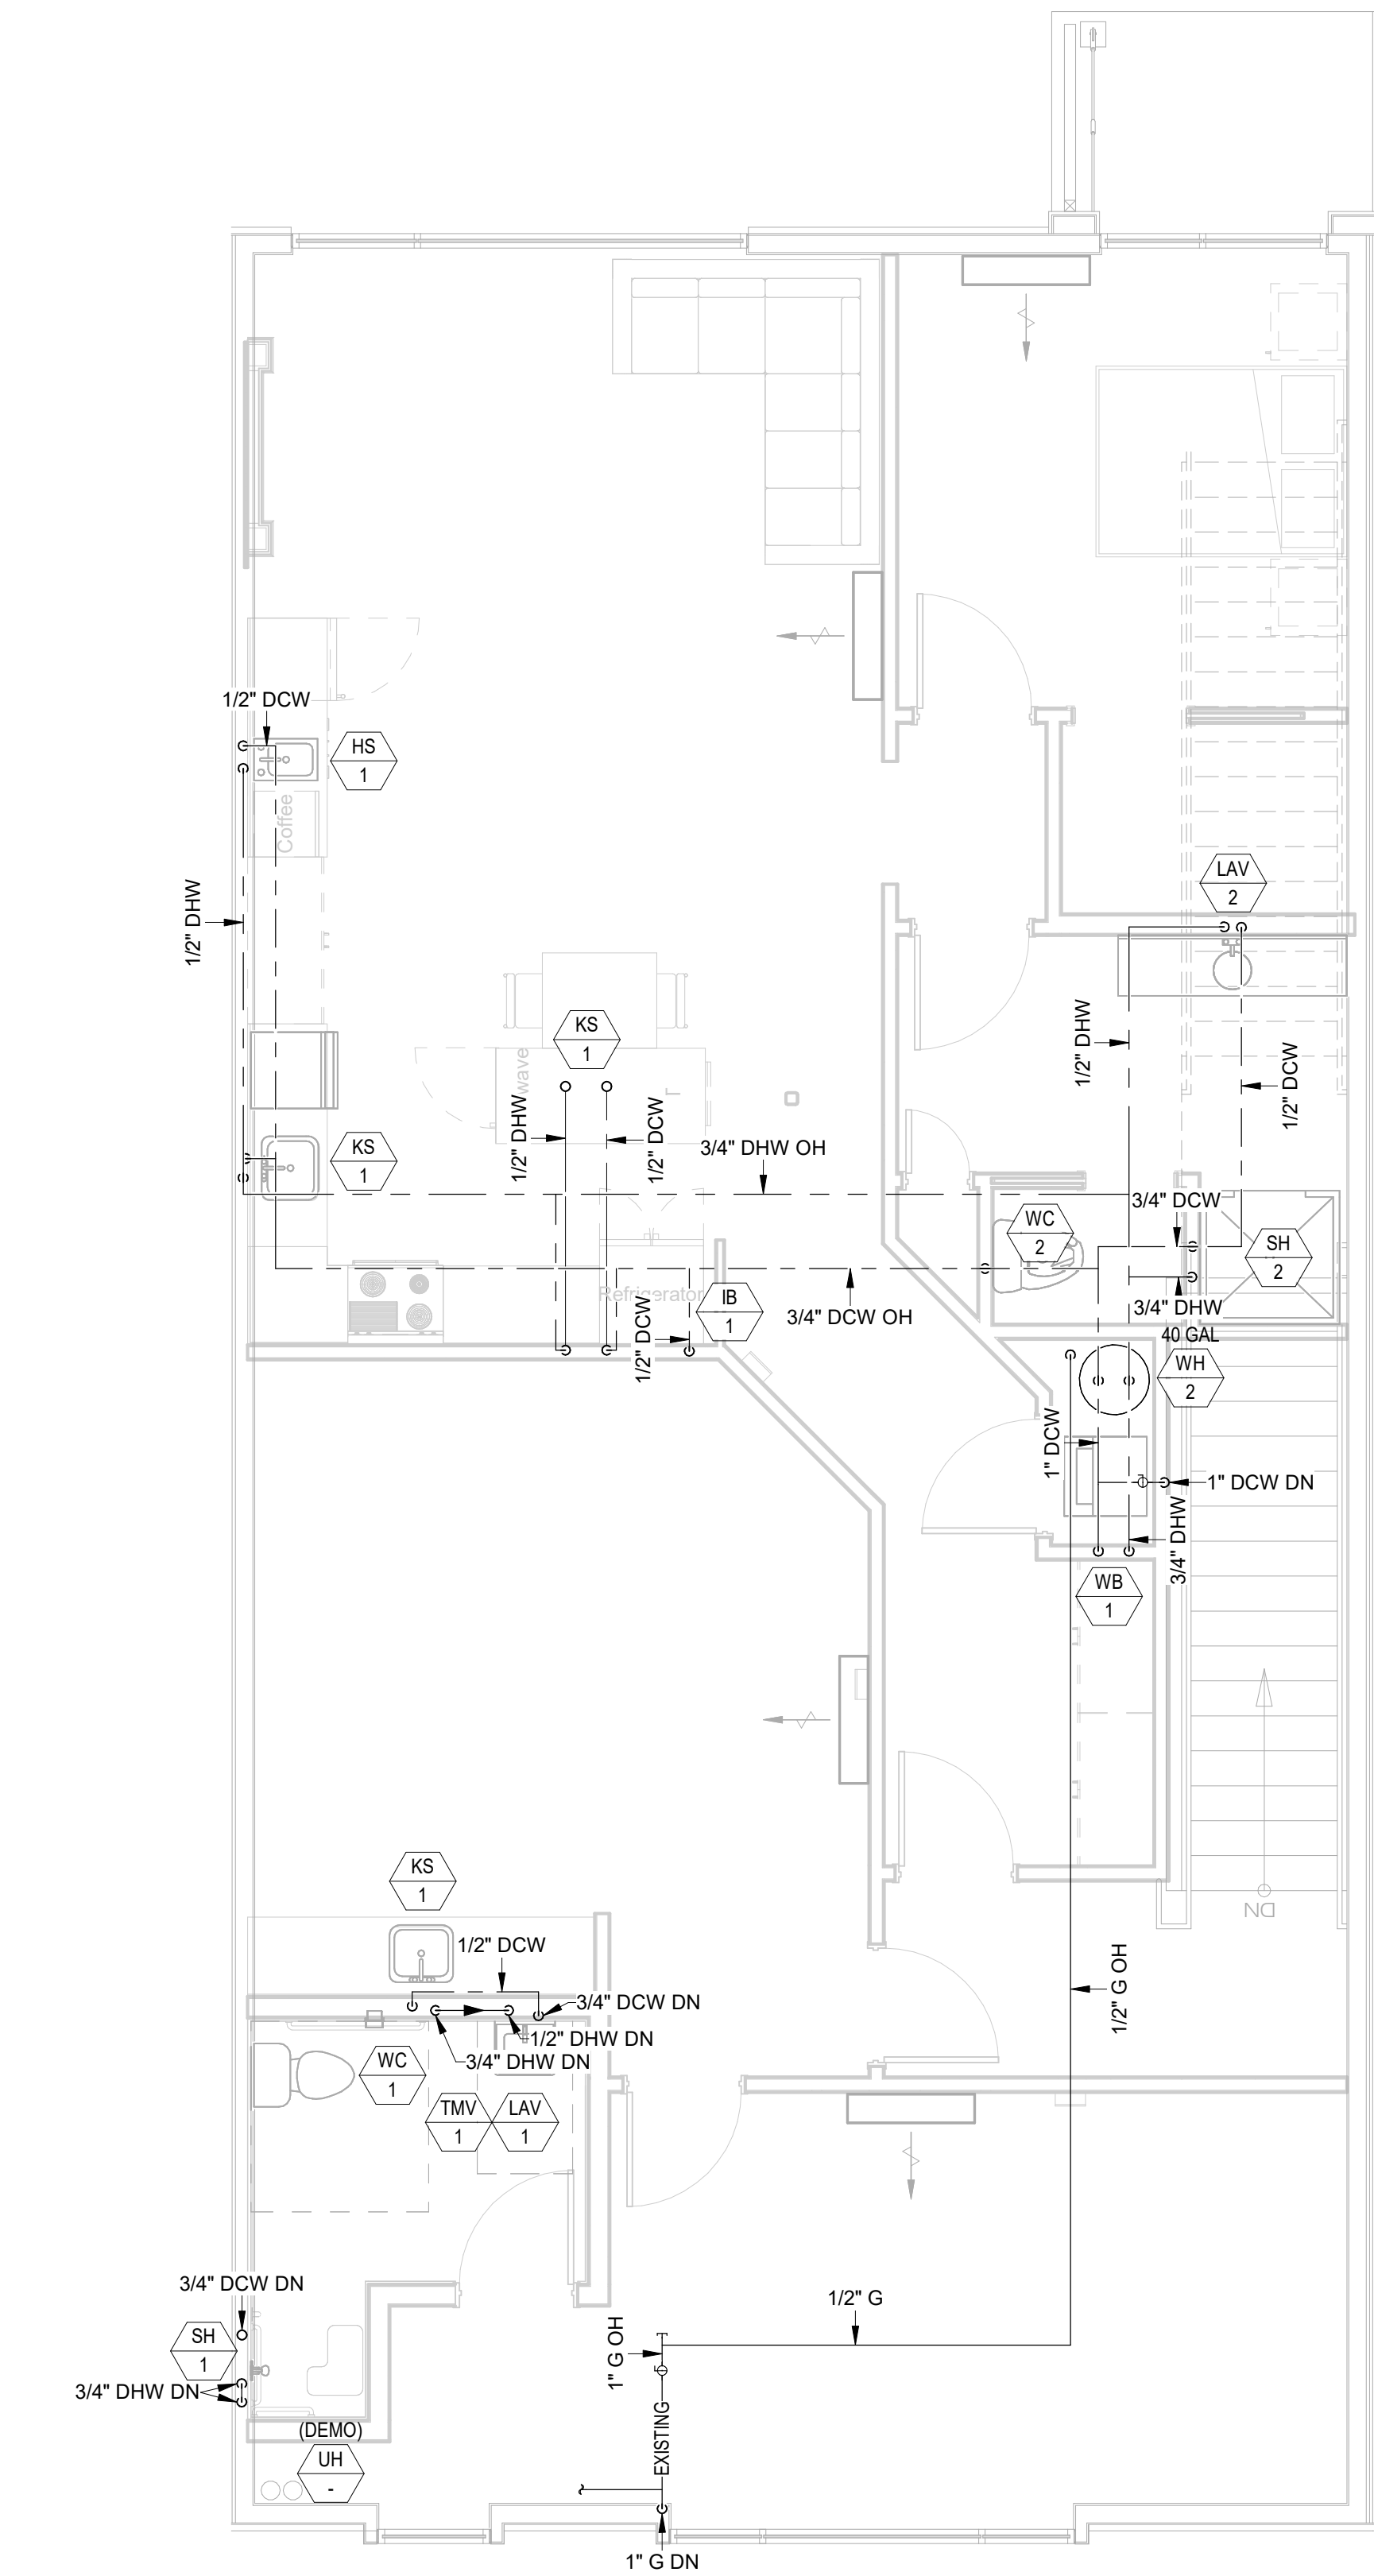 1/2" DCW
HS
1
Coffee
1/2" DHW
LAV
2
KS
1
wave
1/2" DHW
1/2" DCW
1/2" DHW
1/2" DCW
3/4" DHW OH
KS
1
3/4" DCW
WC
2
SH
2
Refrigerator
IB
1
3/4" DCW OH
3/4" DHW
40 GAL
WH
2
1/2" DCW
1" DCW
1" DCW DN
3/4" DHW
WB
1
KS
1
DN
1/2" DCW
3/4" DCW DN
1/2" DHW DN
3/4" DHW DN
1/2" G OH
WC
1
TMV
1
LAV
1
3/4" DCW DN
1/2" G
SH
1
1" G OH
3/4" DHW DN
EXISTING
(DEMO)
UH
-
1" G DN